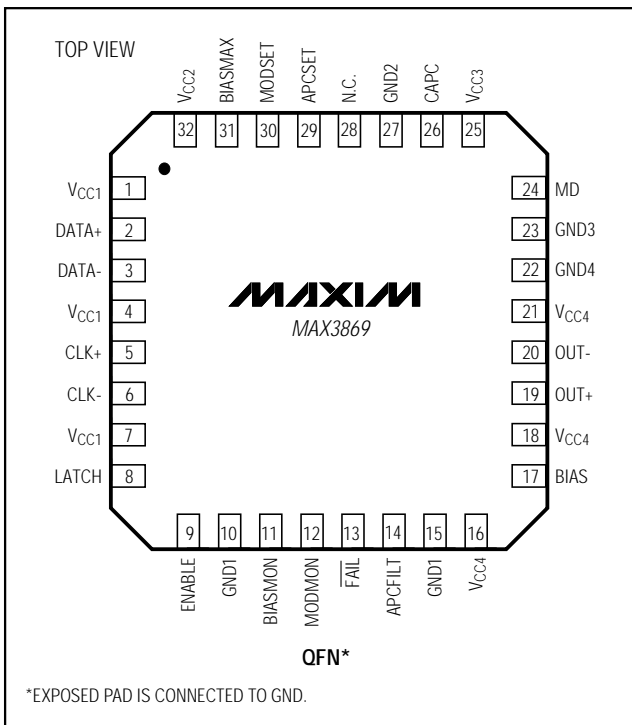 TOP VIEW
VCC2
BIASMAX
MODSET
APCSET
N.C.
GND2
CAPC
VCC3
32
31
30
29
28
27
26
25
VCC1 1
DATA+ 2
DATA- 3
VCC1 4
CLK+ 5
CLK- 6
VCC1 7
LATCH 8
24 MD
23 GND3
22 GND4
21 VCC4
20 OUT-
19 OUT+
18 VCC4
17 BIAS
MAXIM
MAX3869
9
10
11
12
13
14
15
16
ENABLE
GND1
BIASMON
MODMON
FAIL
APCFILT
GND1
VCC4
QFN*
*EXPOSED PAD IS CONNECTED TO GND.